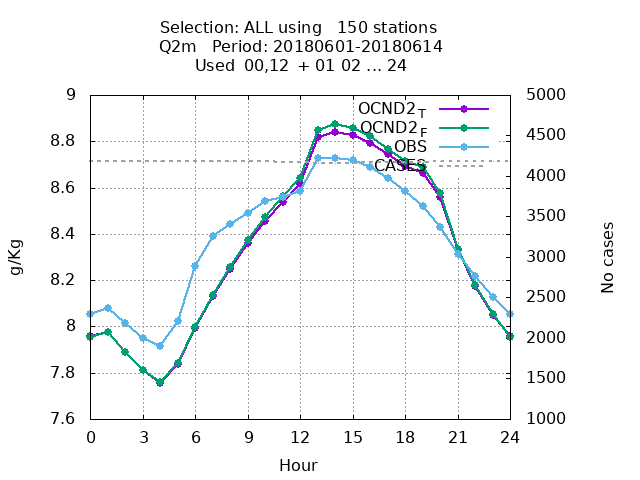 Selection: ALL using   150 stations
Q2m   Period: 20180601-20180614
Used  00,12  + 01 02 ... 24
OCND2 T
OCND2 F
OBS
CASES
9
8.8
8.6
8.4
8.2
8
7.8
7.6
5000
4500
4000
3500
3000
2500
2000
1500
1000
g/Kg
No cases
0 3 6 9 12 15 18 21 24
Hour